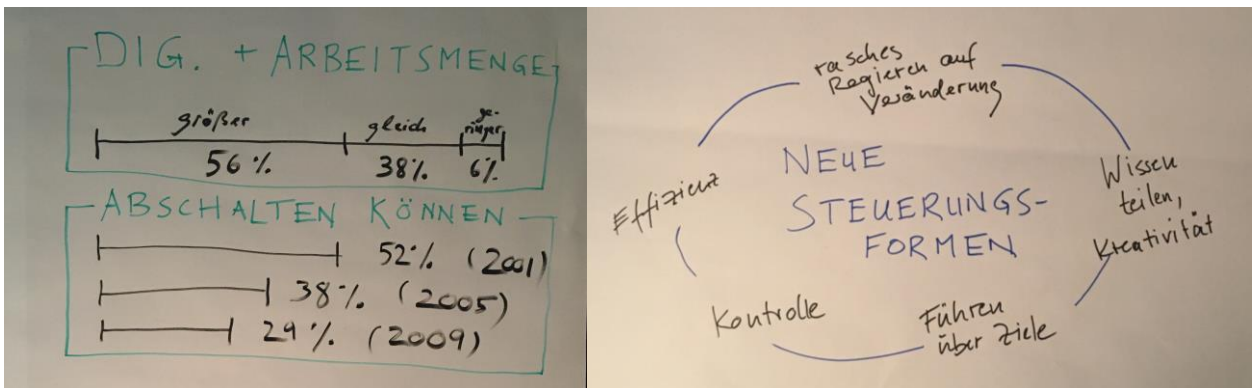 DIG. + ARBEITSMENGE
größer gleich ge-
ringer
56% 38% 6%
ABSCHALTEN KÖNNEN
52% (2001)
38% (2005)
29% (2009)
rasches
Regieren auf
Veränderung
NEUE
STEUERUNGS-
FORMEN
Wissen
teilen,
Kreativität
Führen
über Ziele
Kontrolle
Effizienz